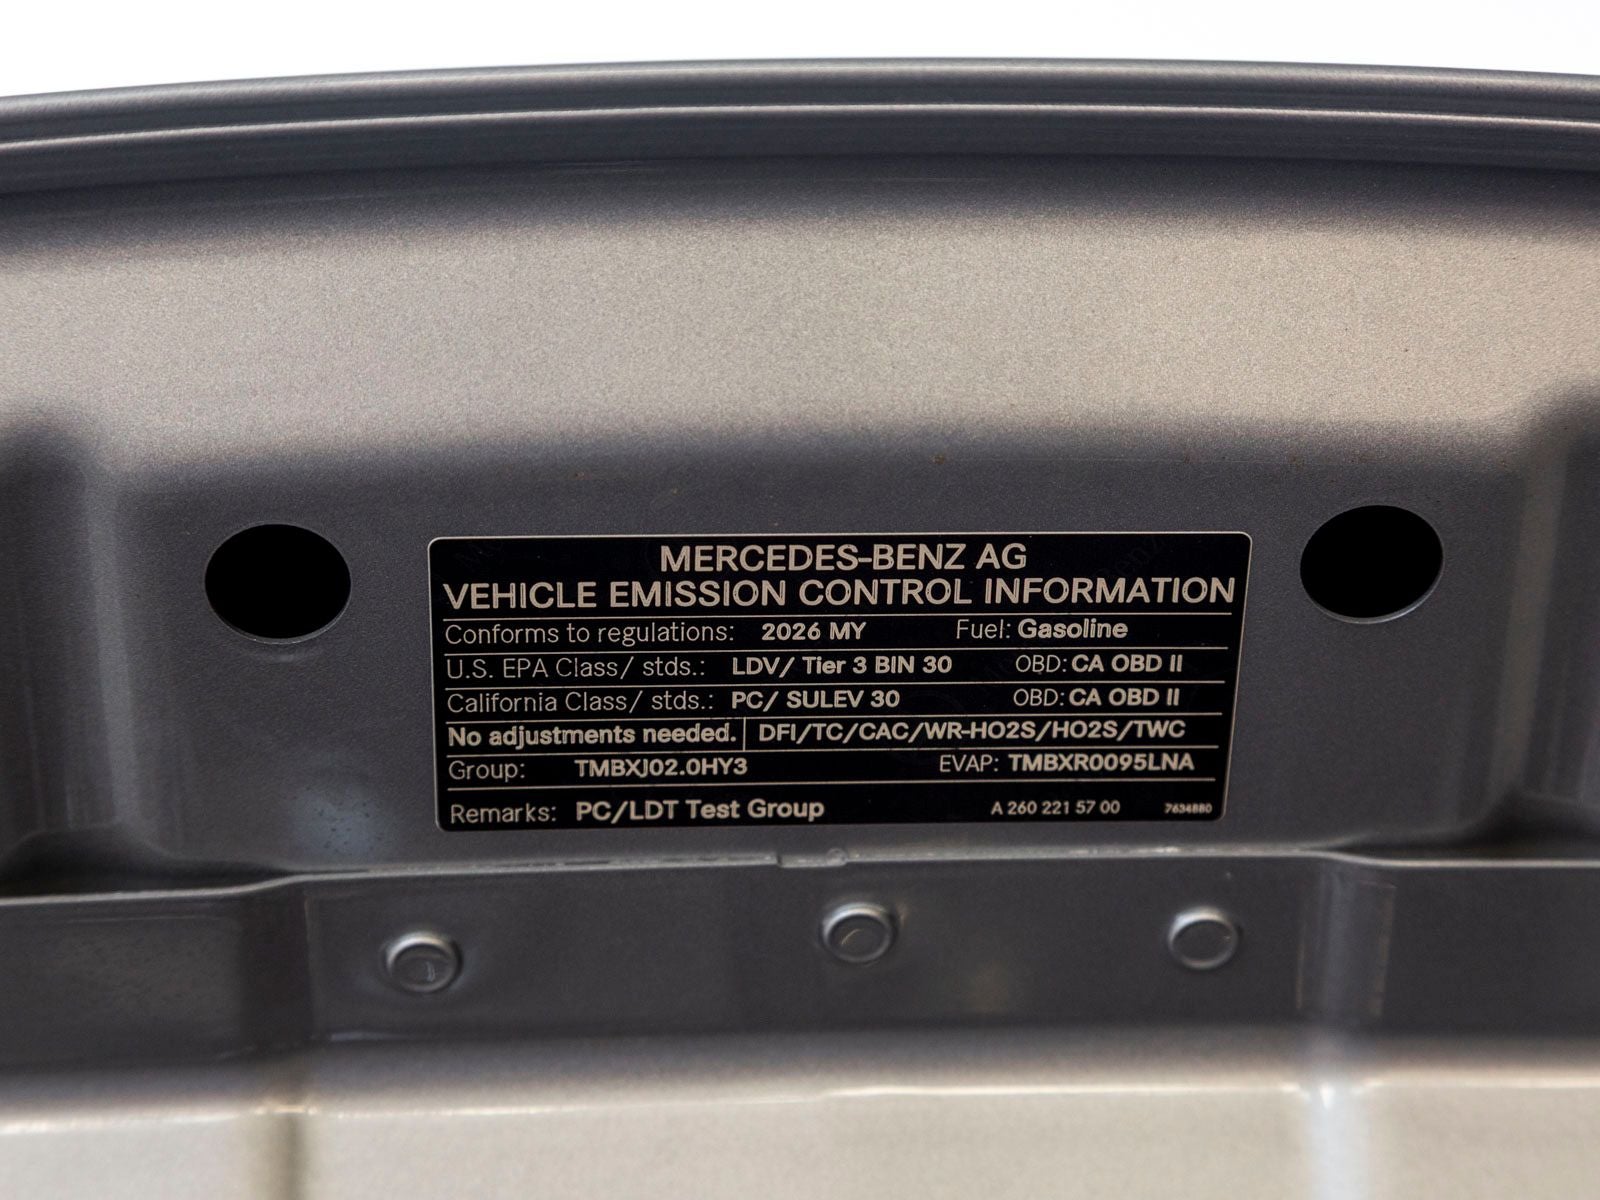 MERCEDES-BENZ AG
VEHICLE EMISSION CONTROL INFORMATION
Conforms to regulations: 2026 MY Fuel: Gasoline
U.S. EPA Class/ stds.: LDV/ Tier 3 BIN 30 OBD: CA OBD II
California Class/ stds.: PC/ SULEV 30 OBD: CA OBD II
No adjustments needed. DFI/TC/CAC/WR-HO2S/HO2S/TWC
Group: TMBXJ02.0HY3 EVAP: TMBXR0095LNA
Remarks: PC/LDT Test Group A 260 221 57 00 7634880